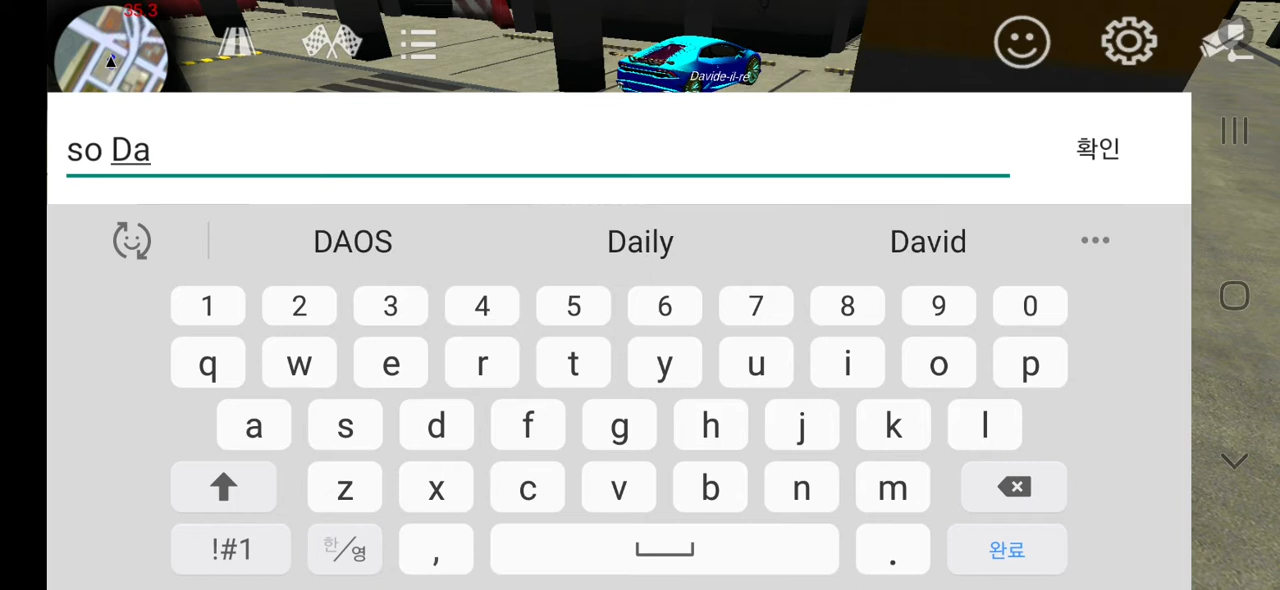 35.3
Davide-il-re
so Da
확인
DAOS Daily David
1 2 3 4 5 6 7 8 9 0
q w e r t y u i o p
a s d f g h j k l
z x c v b n m
!#1 한/영 , . 완료